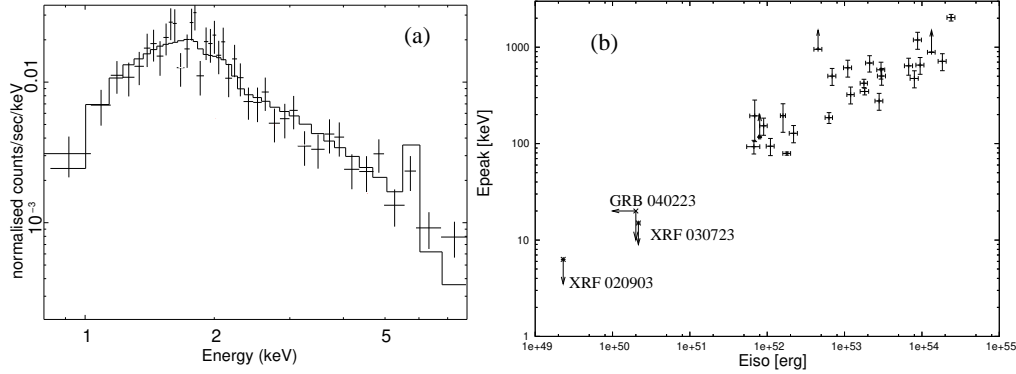 (a)
normalised counts/sec/keV
0.01
10⁻³
1
2
5
Energy (keV)
(b)
Epeak [keV]
1000
100
10
1
GRB 040223
XRF 030723
XRF 020903
1e+49
1e+50
1e+51
1e+52
1e+53
1e+54
1e+55
Eiso [erg]